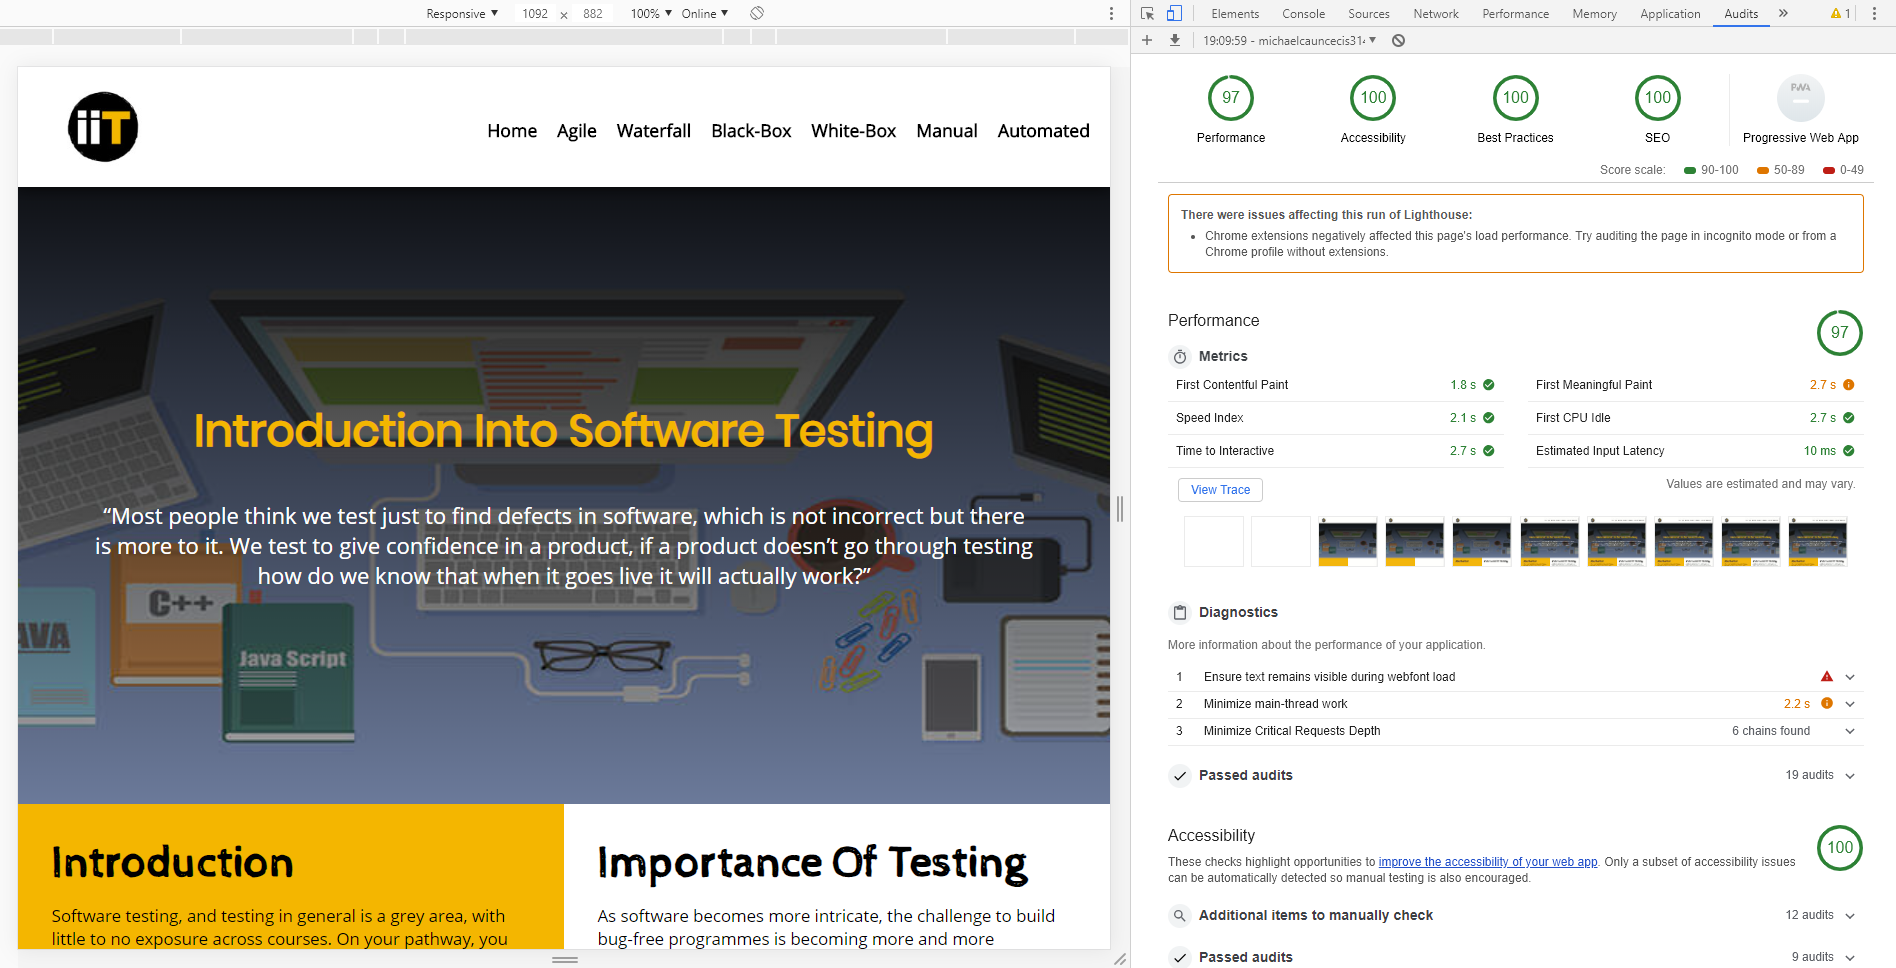 Responsive ▼ 1092 x 882 100% ▼ Online ▼
Elements Console Sources Network Performance Memory Application Audits » 1
19:09:59 - michaelcauncecis314 ▼
iiT
Home Agile Waterfall Black-Box White-Box Manual Automated
Introduction Into Software Testing
“Most people think we test just to find defects in software, which is not incorrect but there
is more to it. We test to give confidence in a product, if a product doesn’t go through testing
how do we know that when it goes live it will actually work?”
C++
JAVA
Java Script
Introduction
Software testing, and testing in general is a grey area, with
little to no exposure across courses. On your pathway, you
Importance Of Testing
As software becomes more intricate, the challenge to build
bug-free programmes is becoming more and more
97 100 100 100 PWA
Performance Accessibility Best Practices SEO Progressive Web App
Score scale: 90-100 50-89 0-49
There were issues affecting this run of Lighthouse:
• Chrome extensions negatively affected this page's load performance. Try auditing the page in incognito mode or from a
Chrome profile without extensions.
Performance 97
Metrics
First Contentful Paint 1.8 s First Meaningful Paint 2.7 s
Speed Index 2.1 s First CPU Idle 2.7 s
Time to Interactive 2.7 s Estimated Input Latency 10 ms
View Trace Values are estimated and may vary.
Diagnostics
More information about the performance of your application.
1 Ensure text remains visible during webfont load
2 Minimize main-thread work 2.2 s
3 Minimize Critical Requests Depth 6 chains found
Passed audits 19 audits
Accessibility 100
These checks highlight opportunities to improve the accessibility of your web app. Only a subset of accessibility issues
can be automatically detected so manual testing is also encouraged.
Additional items to manually check 12 audits
Passed audits 9 audits